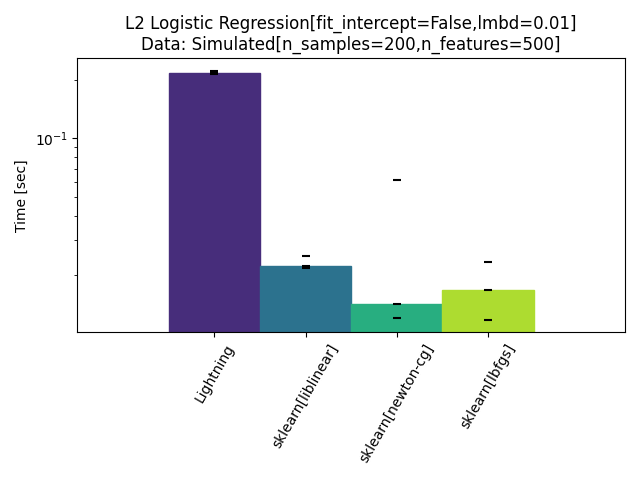 L2 Logistic Regression[fit_intercept=False,lmbd=0.01]
Data: Simulated[n_samples=200,n_features=500]
Time [sec]
10⁻¹
Lightning
sklearn[liblinear]
sklearn[newton-cg]
sklearn[lbfgs]